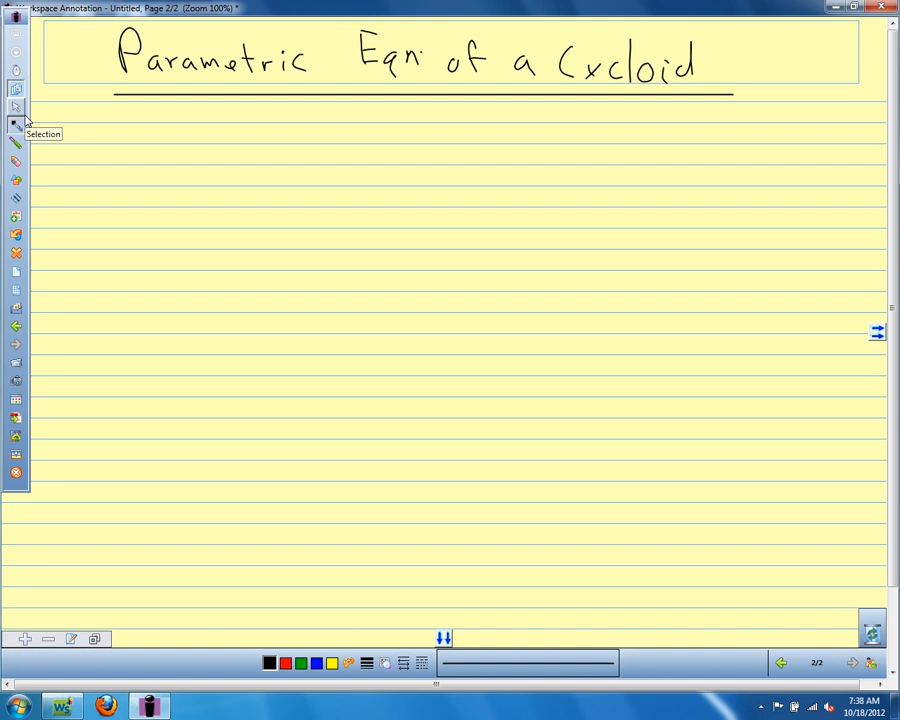 Workspace Annotation - Untitled, Page 2/2 (Zoom 100%) *
Parametric Eqn. of a Cycloid
Selection
2/2
7:38 AM
10/18/2012